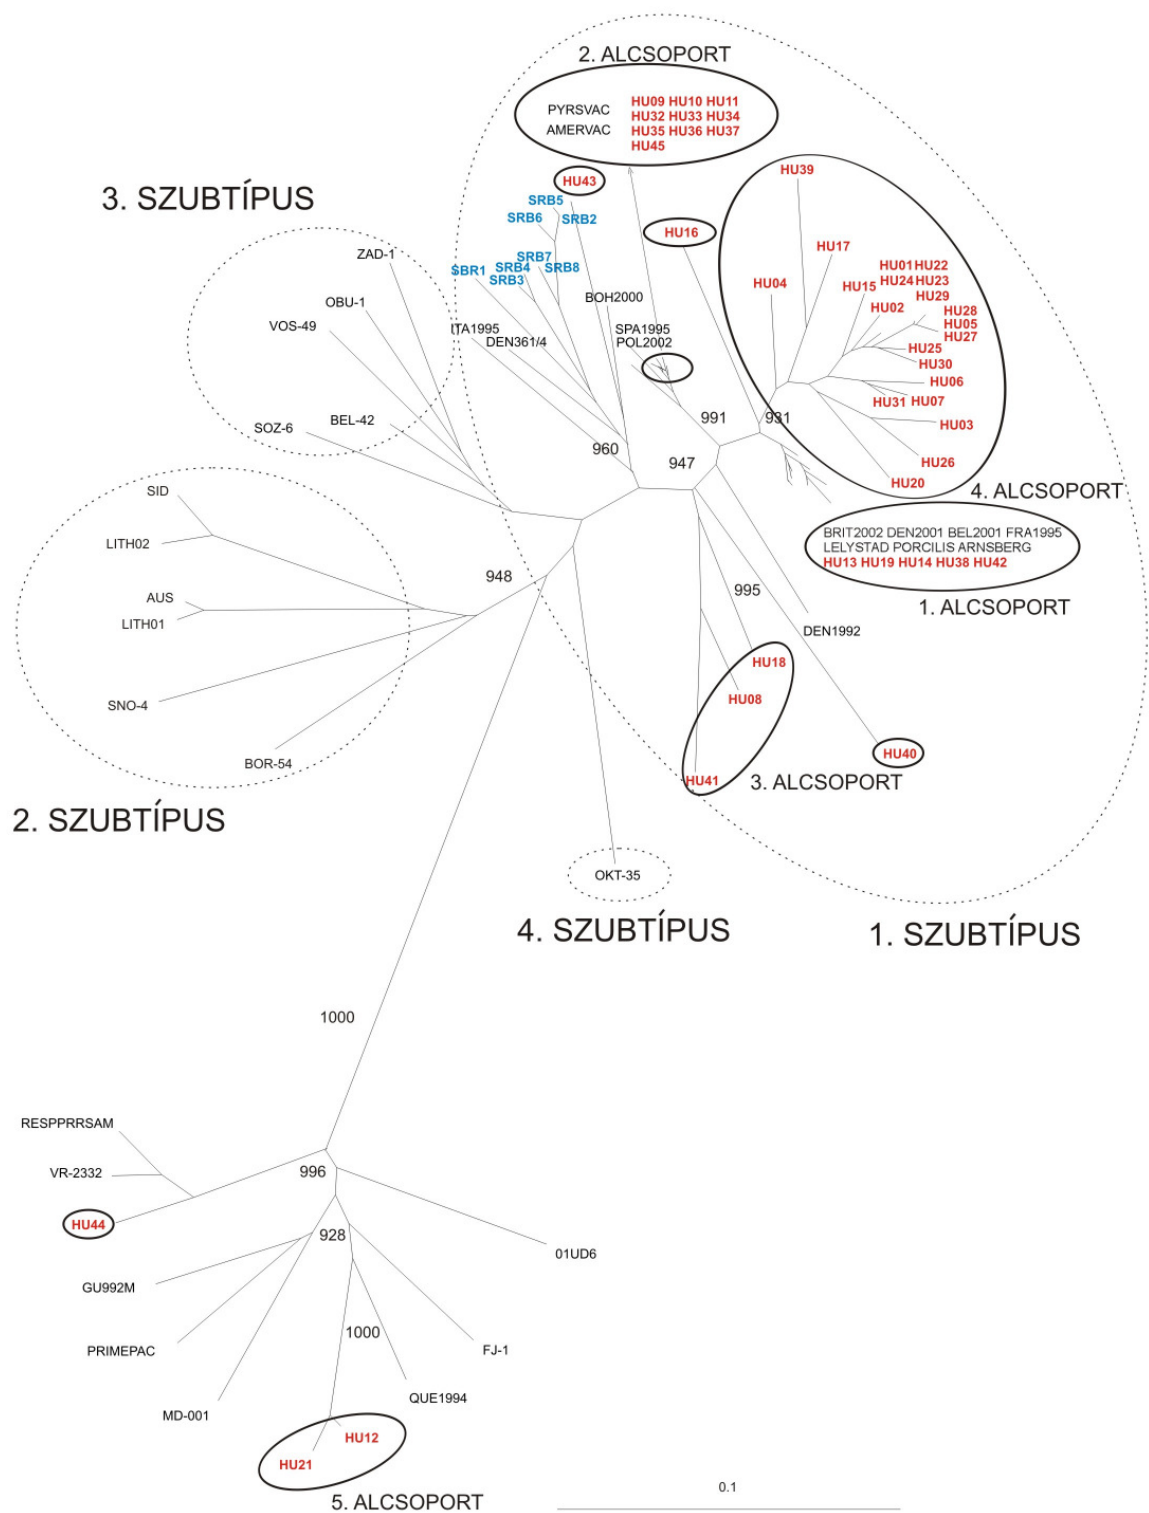 2. ALCSOPORT
PYRSVAC
AMERVAC
HU09 HU10 HU11
HU32 HU33 HU34
HU35 HU36 HU37
HU45
HU43
HU39
3. SZUBTÍPUS
SRB5
SRB6
SRB2
HU16
ZAD-1
SRB7
SBR1
SRB4
SRB8
SRB3
HU17
HU04
HU15
HU01 HU22
HU24 HU23
HU29
HU02
HU28
HU05
HU27
HU25
HU30
HU06
HU31
HU07
HU03
HU26
HU20
OBU-1
VOS-49
BOH2000
ITA1995
DEN361/4
SPA1995
POL2002
SOZ-6
BEL-42
991
931
960
947
4. ALCSOPORT
SID
LITH02
BRIT2002 DEN2001 BEL2001 FRA1995
LELYSTAD PORCILIS ARNSBERG
HU13 HU19 HU14 HU38 HU42
1. ALCSOPORT
948
995
AUS
LITH01
DEN1992
HU18
HU08
SNO-4
BOR-54
HU40
HU41
3. ALCSOPORT
2. SZUBTÍPUS
OKT-35
4. SZUBTÍPUS
1. SZUBTÍPUS
1000
RESPPRRSAM
VR-2332
996
HU44
928
01UD6
GU992M
1000
PRIMEPAC
FJ-1
QUE1994
MD-001
HU12
HU21
5. ALCSOPORT
0.1